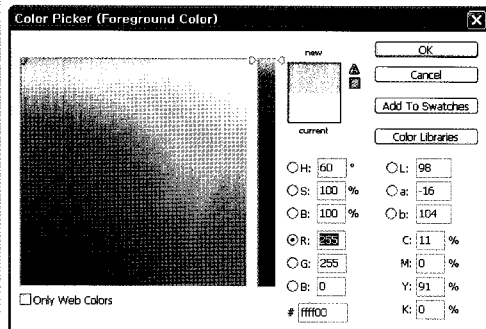 Color Picker (Foreground Color)
new
current
OK
Cancel
Add To Swatches
Color Libraries
H: 60 °
S: 100 %
B: 100 %
R: 255
G: 255
B: 0
# ffff00
L: 98
a: -16
b: 104
C: 11 %
M: 0 %
Y: 91 %
K: 0 %
Only Web Colors